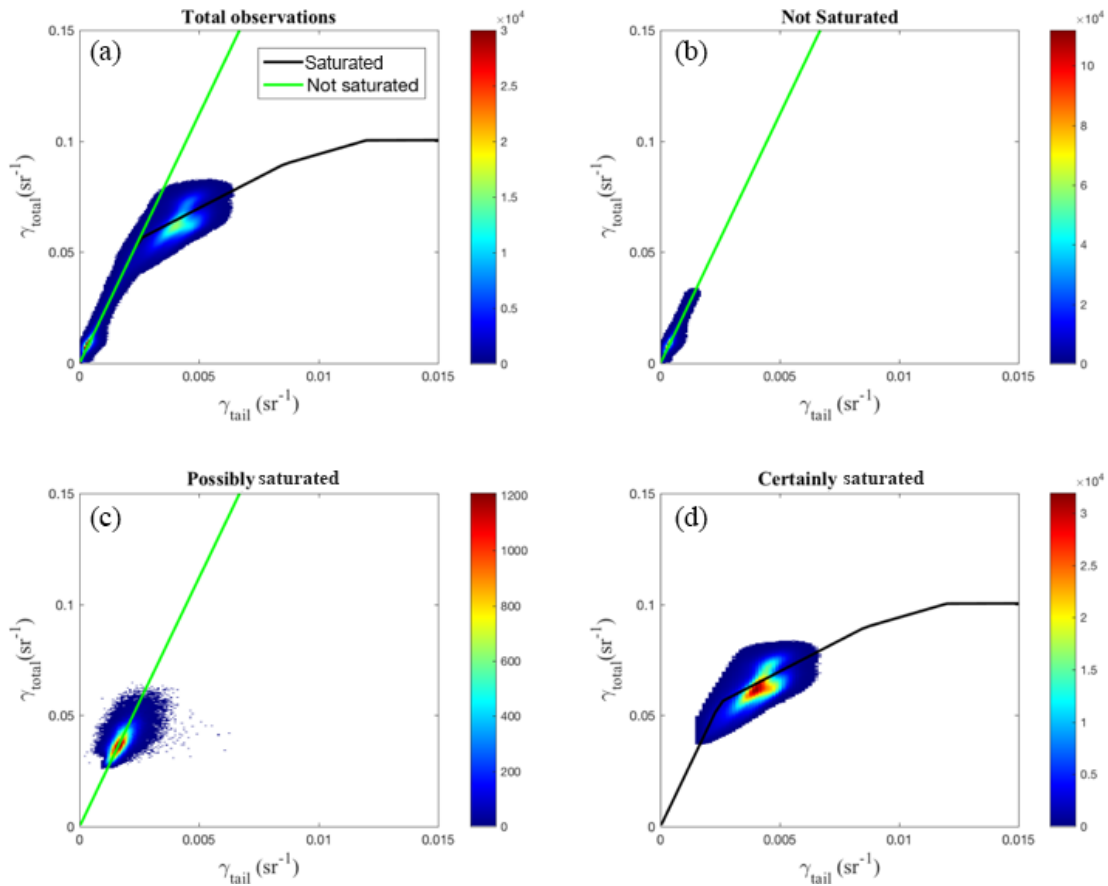 Total observations
(a)
Saturated
Not saturated
γtotal(sr-1)
0.15
0.1
0.05
0
0 0.005 0.01 0.015
γtail (sr-1)
×10^4
3
2.5
2
1.5
1
0.5
0
Not Saturated
(b)
γtotal(sr-1)
0.15
0.1
0.05
0
0 0.005 0.01 0.015
γtail (sr-1)
×10^4
10
8
6
4
2
0
Possibly saturated
(c)
γtotal(sr-1)
0.15
0.1
0.05
0
0 0.005 0.01 0.015
γtail (sr-1)
1200
1000
800
600
400
200
0
Certainly saturated
(d)
γtotal(sr-1)
0.15
0.1
0.05
0
0 0.005 0.01 0.015
γtail (sr-1)
×10^4
3
2.5
2
1.5
1
0.5
0